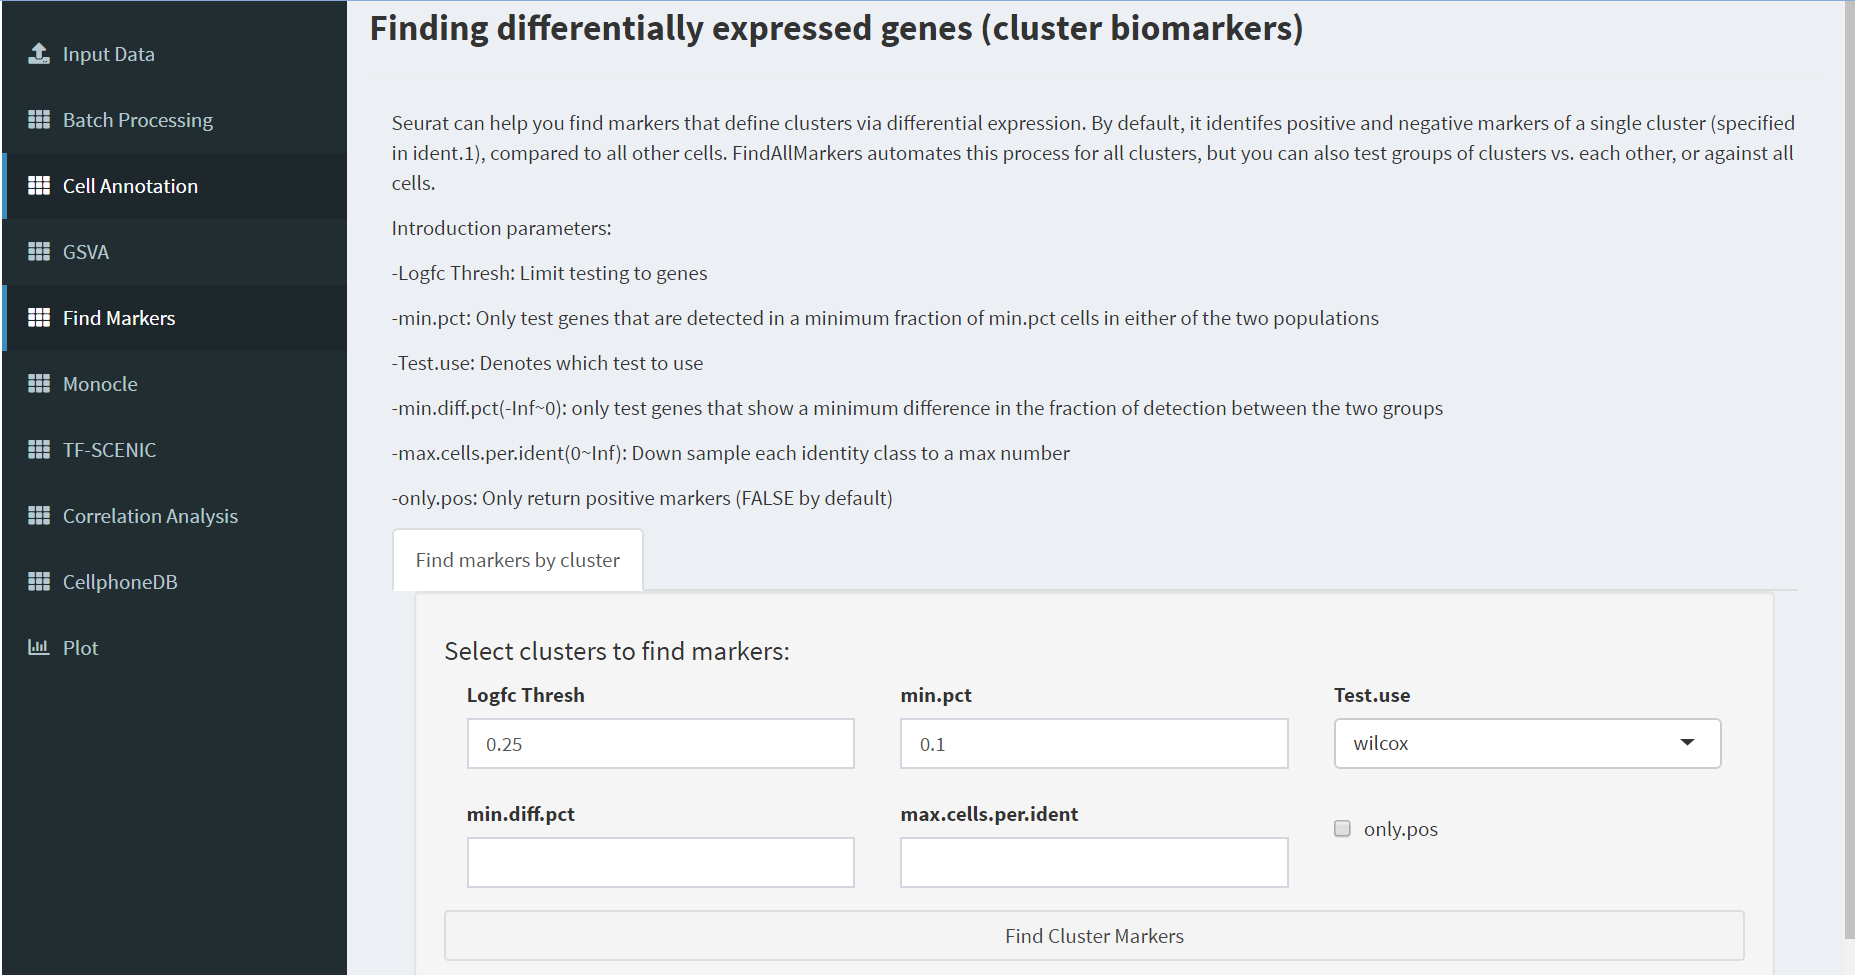 Input Data
Batch Processing
Cell Annotation
GSVA
Find Markers
Monocle
TF-SCENIC
Correlation Analysis
CellphoneDB
Plot
Finding differentially expressed genes (cluster biomarkers)
Seurat can help you find markers that define clusters via differential expression. By default, it identifes positive and negative markers of a single cluster (specified
in ident.1), compared to all other cells. FindAllMarkers automates this process for all clusters, but you can also test groups of clusters vs. each other, or against all
cells.
Introduction parameters:
-Logfc Thresh: Limit testing to genes
-min.pct: Only test genes that are detected in a minimum fraction of min.pct cells in either of the two populations
-Test.use: Denotes which test to use
-min.diff.pct(-Inf~0): only test genes that show a minimum difference in the fraction of detection between the two groups
-max.cells.per.ident(0~Inf): Down sample each identity class to a max number
-only.pos: Only return positive markers (FALSE by default)
Find markers by cluster
Select clusters to find markers:
Logfc Thresh
min.pct
Test.use
0.25
0.1
wilcox
min.diff.pct
max.cells.per.ident
only.pos
Find Cluster Markers